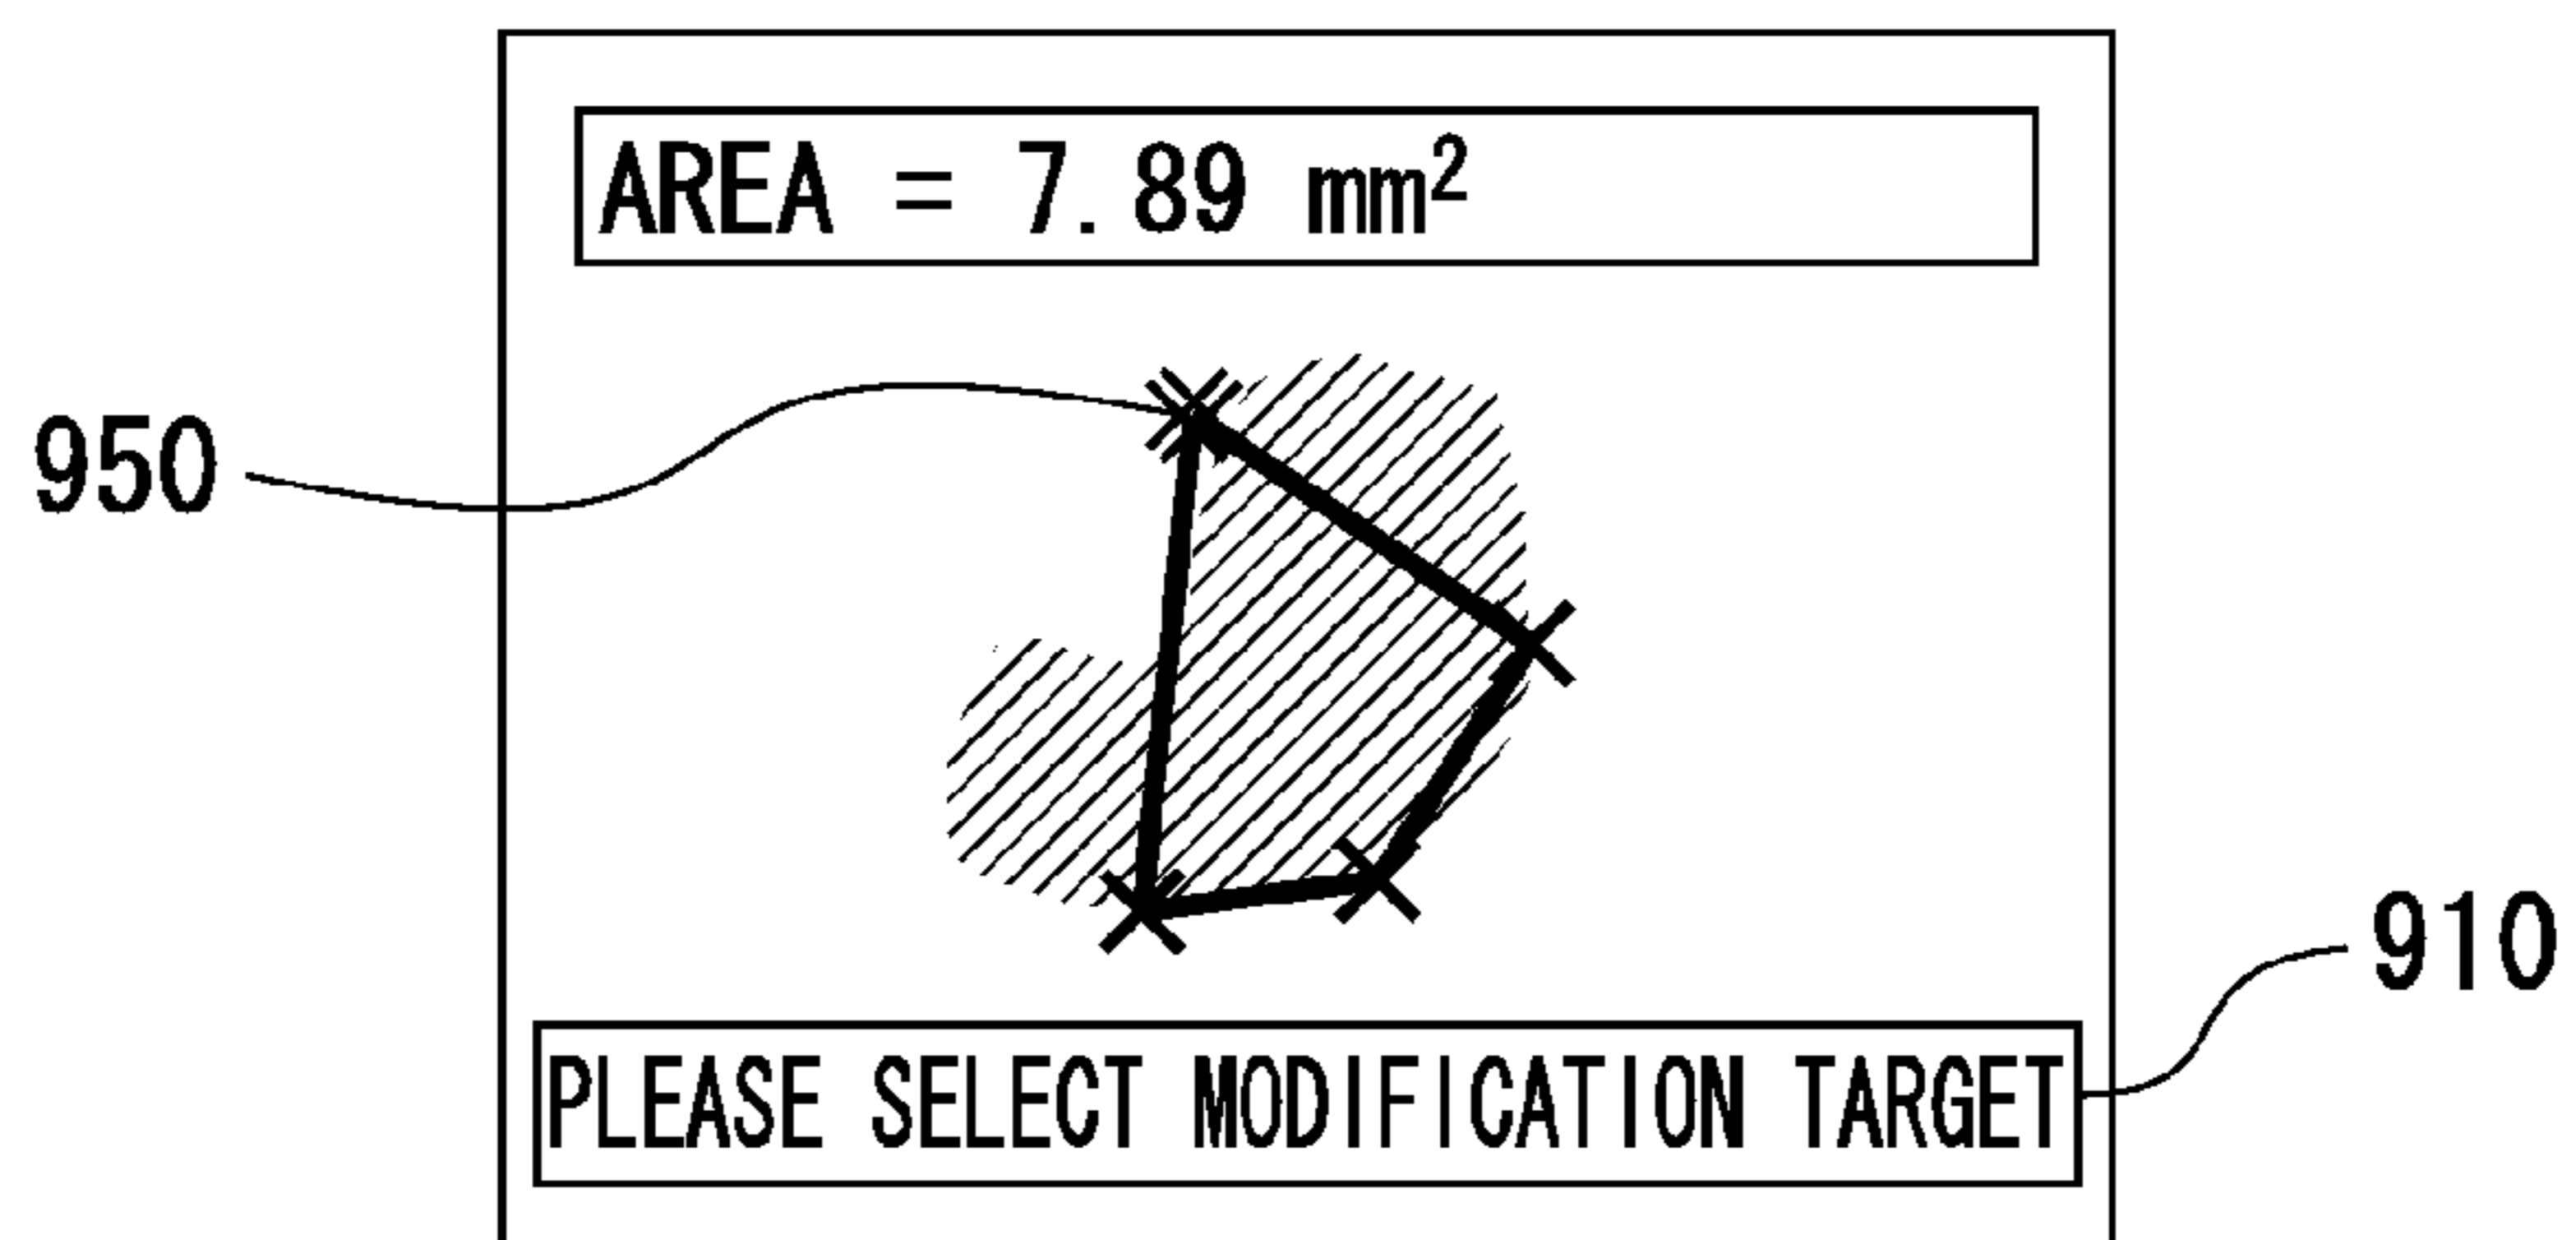 AREA = 7.89 mm²
950
910
PLEASE SELECT MODIFICATION TARGET